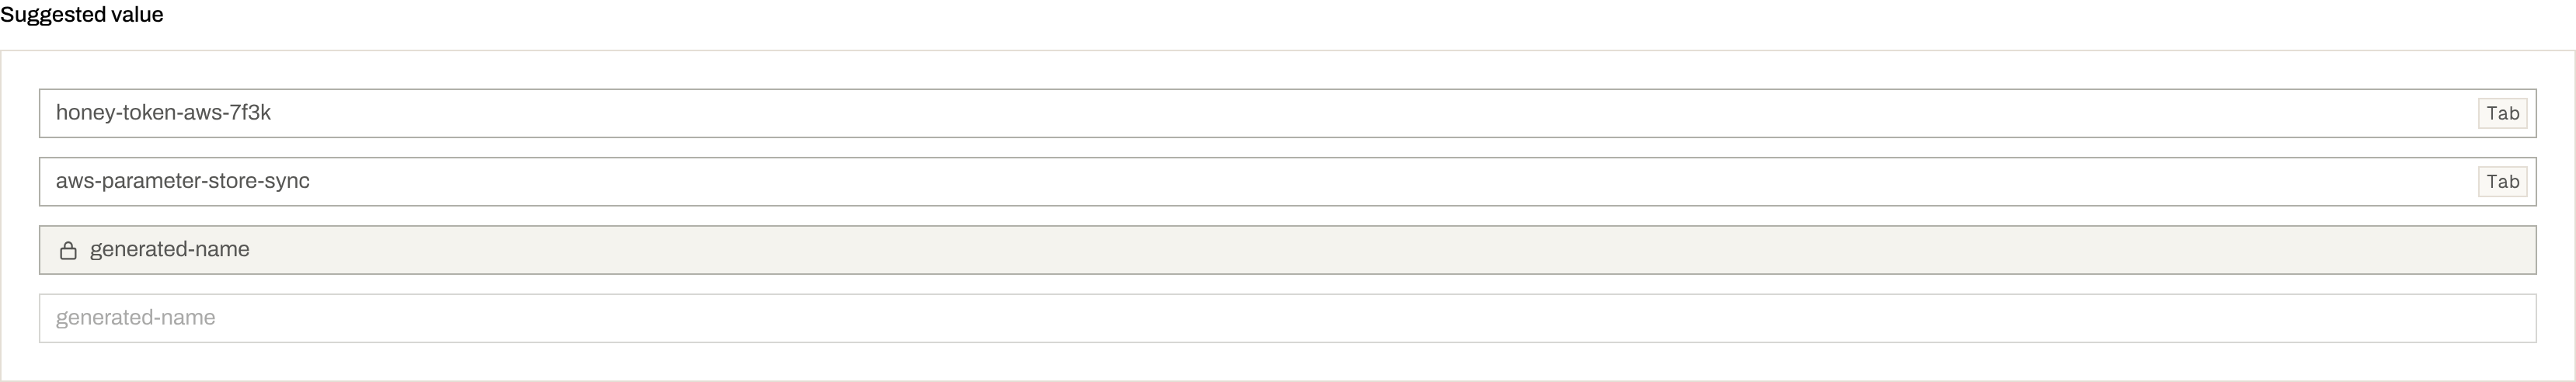 Suggested value
honey-token-aws-7f3k Tab
aws-parameter-store-sync Tab
generated-name
generated-name